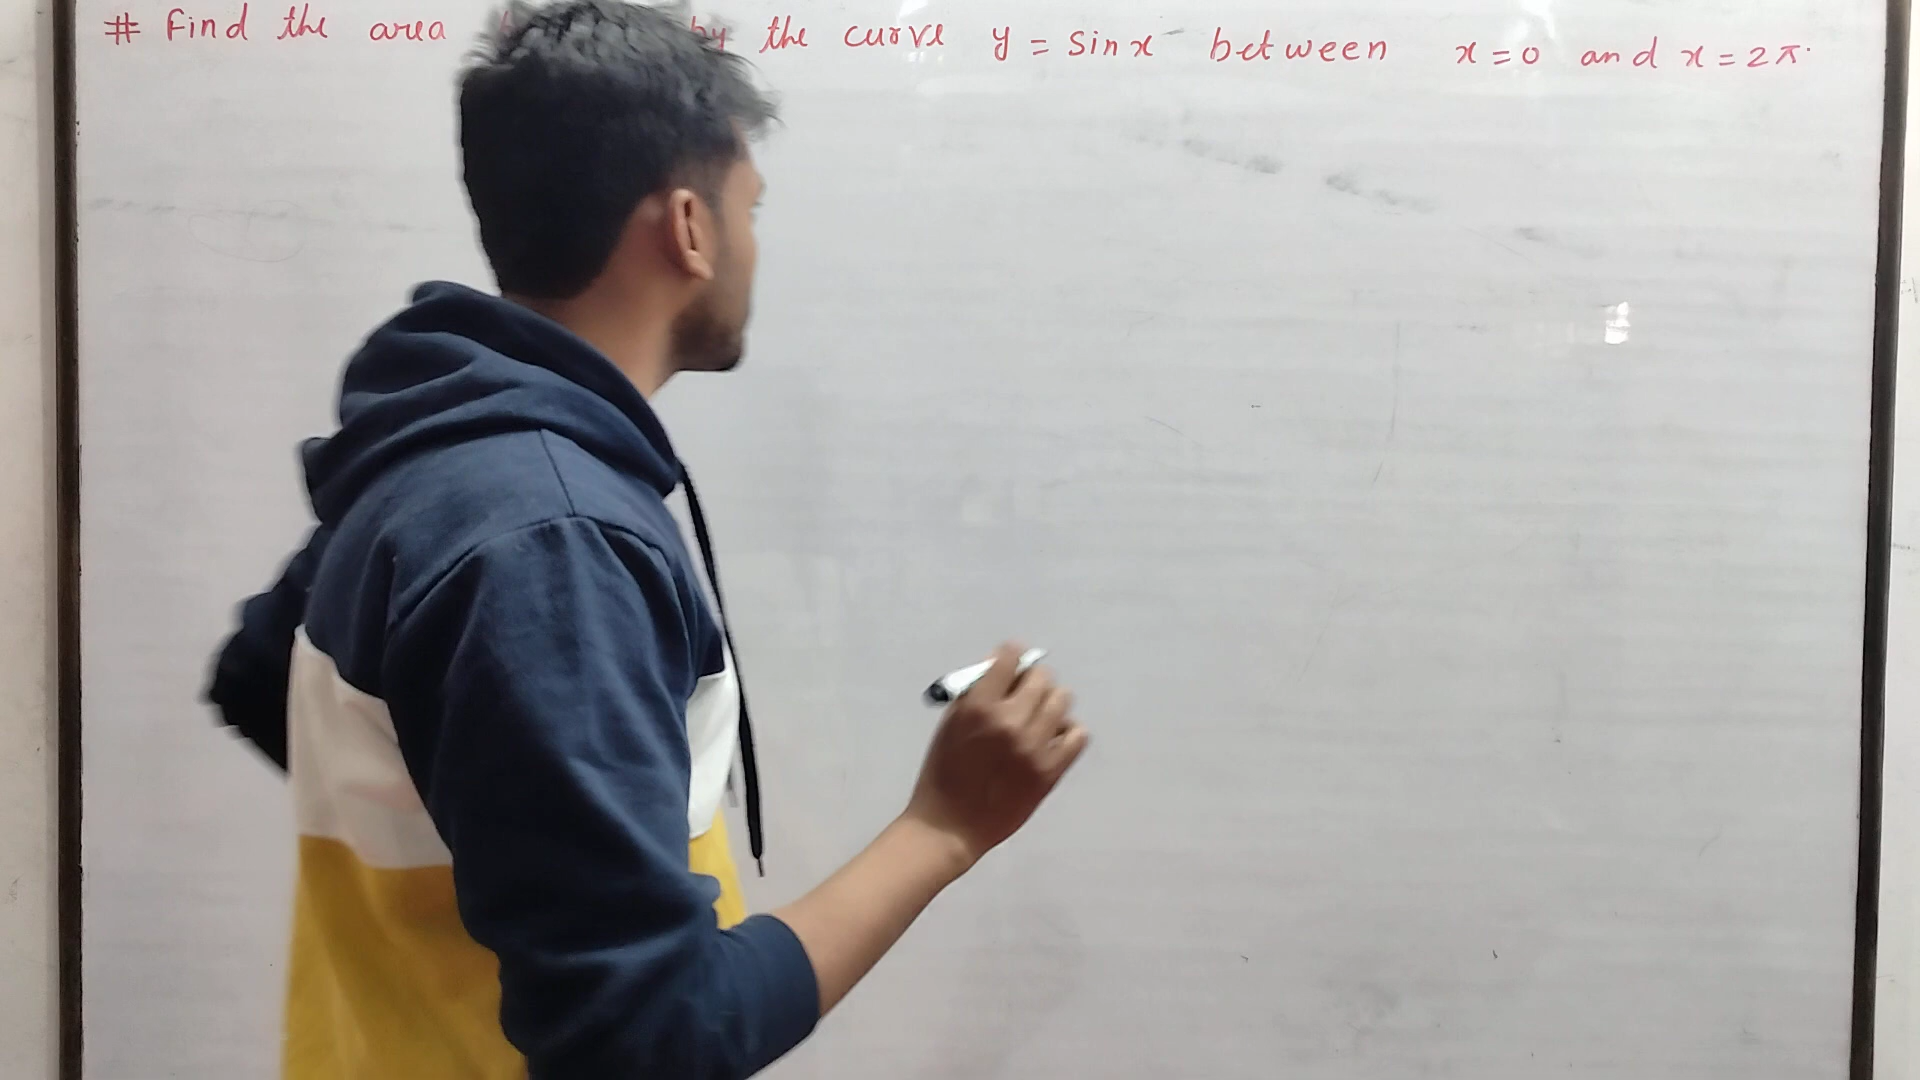 # Find the area by the curve y = sin x between x = 0 and x = 2π.